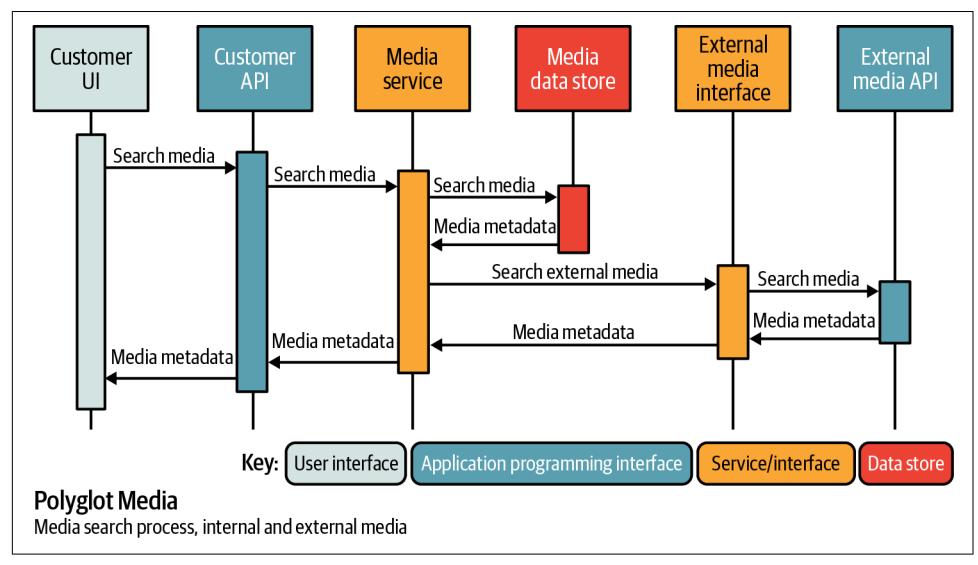 Customer
UI
Customer
API
Media
service
Media
data store
External
media
interface
External
media API
Search media
Search media
Search media
Media metadata
Search external media
Search media
Media metadata
Media metadata
Media metadata
Media metadata
Key: User interface Application programming interface Service/interface Data store
Polyglot Media
Media search process, internal and external media